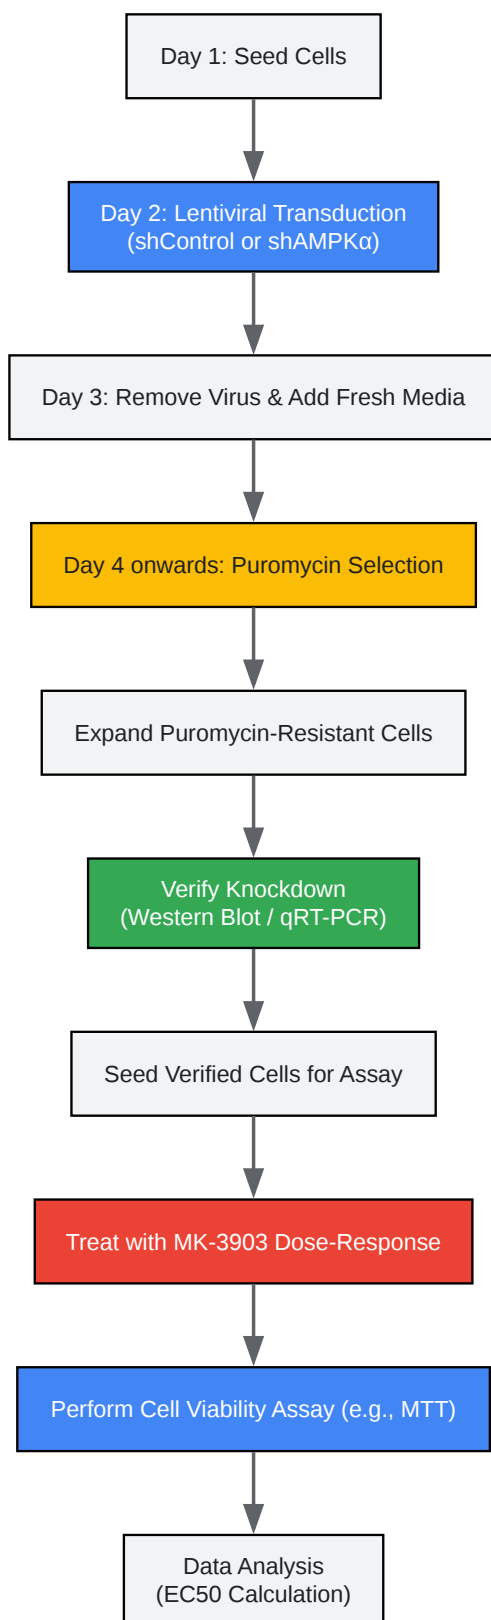 Day 1: Seed Cells
Day 2: Lentiviral Transduction
(shControl or shAMPKα)
Day 3: Remove Virus & Add Fresh Media
Day 4 onwards: Puromycin Selection
Expand Puromycin-Resistant Cells
Verify Knockdown
(Western Blot / qRT-PCR)
Seed Verified Cells for Assay
Treat with MK-3903 Dose-Response
Perform Cell Viability Assay (e.g., MTT)
Data Analysis
(EC50 Calculation)